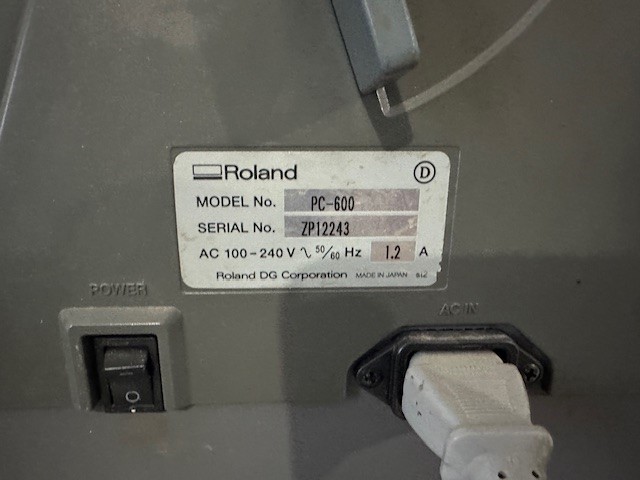 Roland
D
MODEL No. PC-600
SERIAL No. ZP12243
AC 100-240 V ∿ 50/60 Hz 1.2 A
Roland DG Corporation MADE IN JAPAN
POWER
AC IN
O